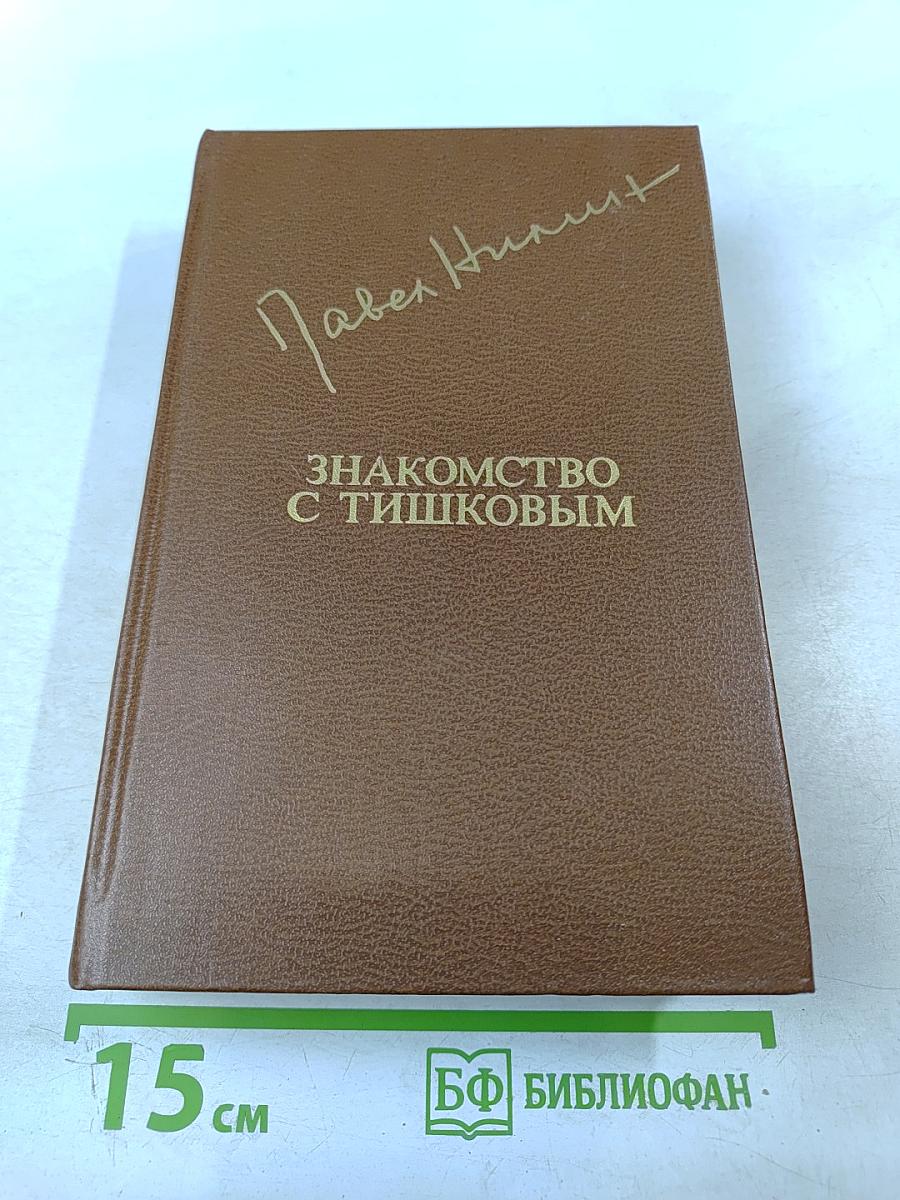 Павел Нилин
ЗНАКОМСТВО
С ТИШКОВЫМ
15 см
БФ БИБЛИОФАН